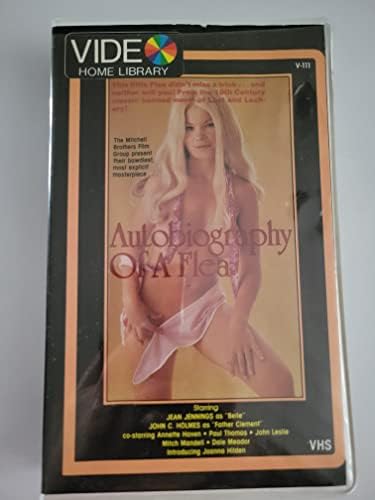 VIDEO
HOME LIBRARY
V-111
This little Flea didn't miss a trick . . . and
neither will you! From the 19th Century
classic banned novel of Lust and Lech-
ery!
The Mitchell
Brothers Film
Group present
their bawdiest,
most explicit
masterpiece
Autobiography
Of A Flea
Starring
JEAN JENNINGS as "Belle"
JOHN C. HOLMES as "Father Clement"
co-starring Annette Haven • Paul Thomas • John Leslie
Mitch Mandell • Dale Meador
Introducing Joanna Hilden
VHS